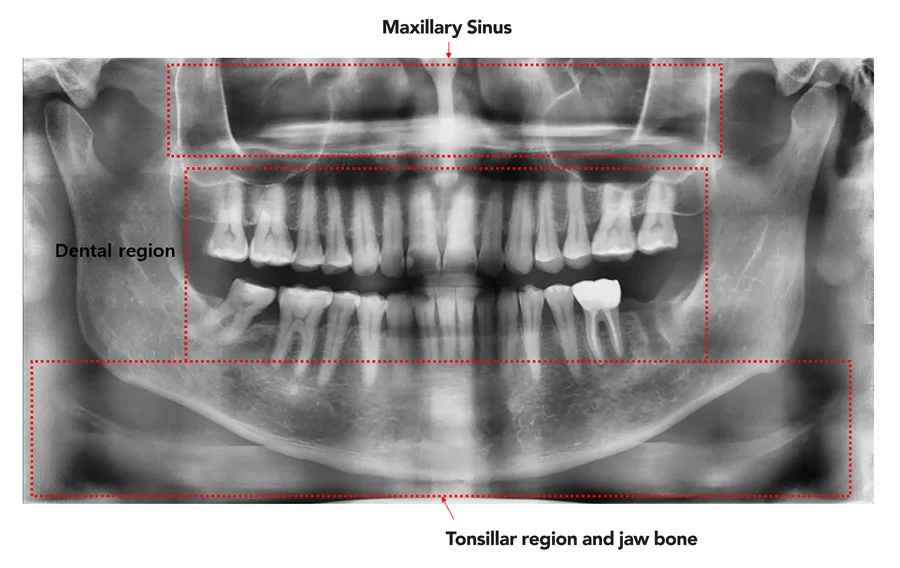 Maxillary Sinus
Dental region
Tonsillar region and jaw bone